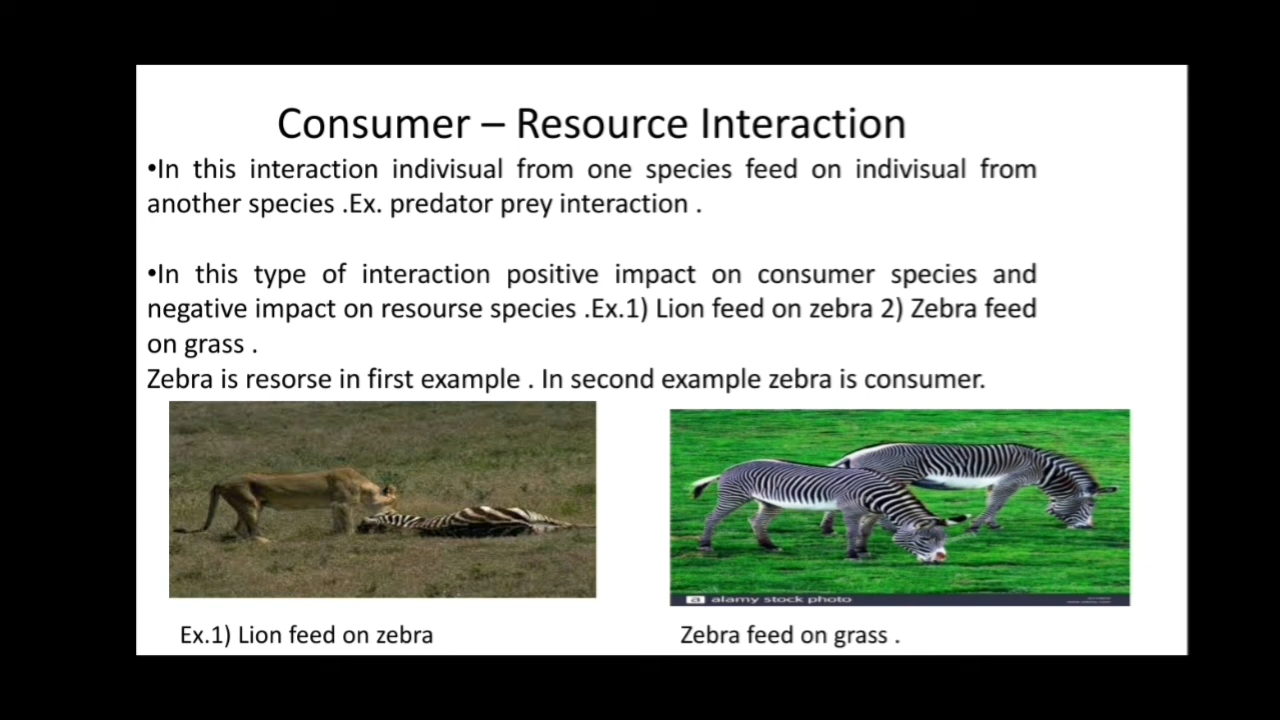 Consumer – Resource Interaction
•In this interaction indivisual from one species feed on indivisual from
another species .Ex. predator prey interaction .
•In this type of interaction positive impact on consumer species and
negative impact on resourse species .Ex.1) Lion feed on zebra 2) Zebra feed
on grass .
Zebra is resorse in first example . In second example zebra is consumer.
a alamy stock photo
Ex.1) Lion feed on zebra
Zebra feed on grass .